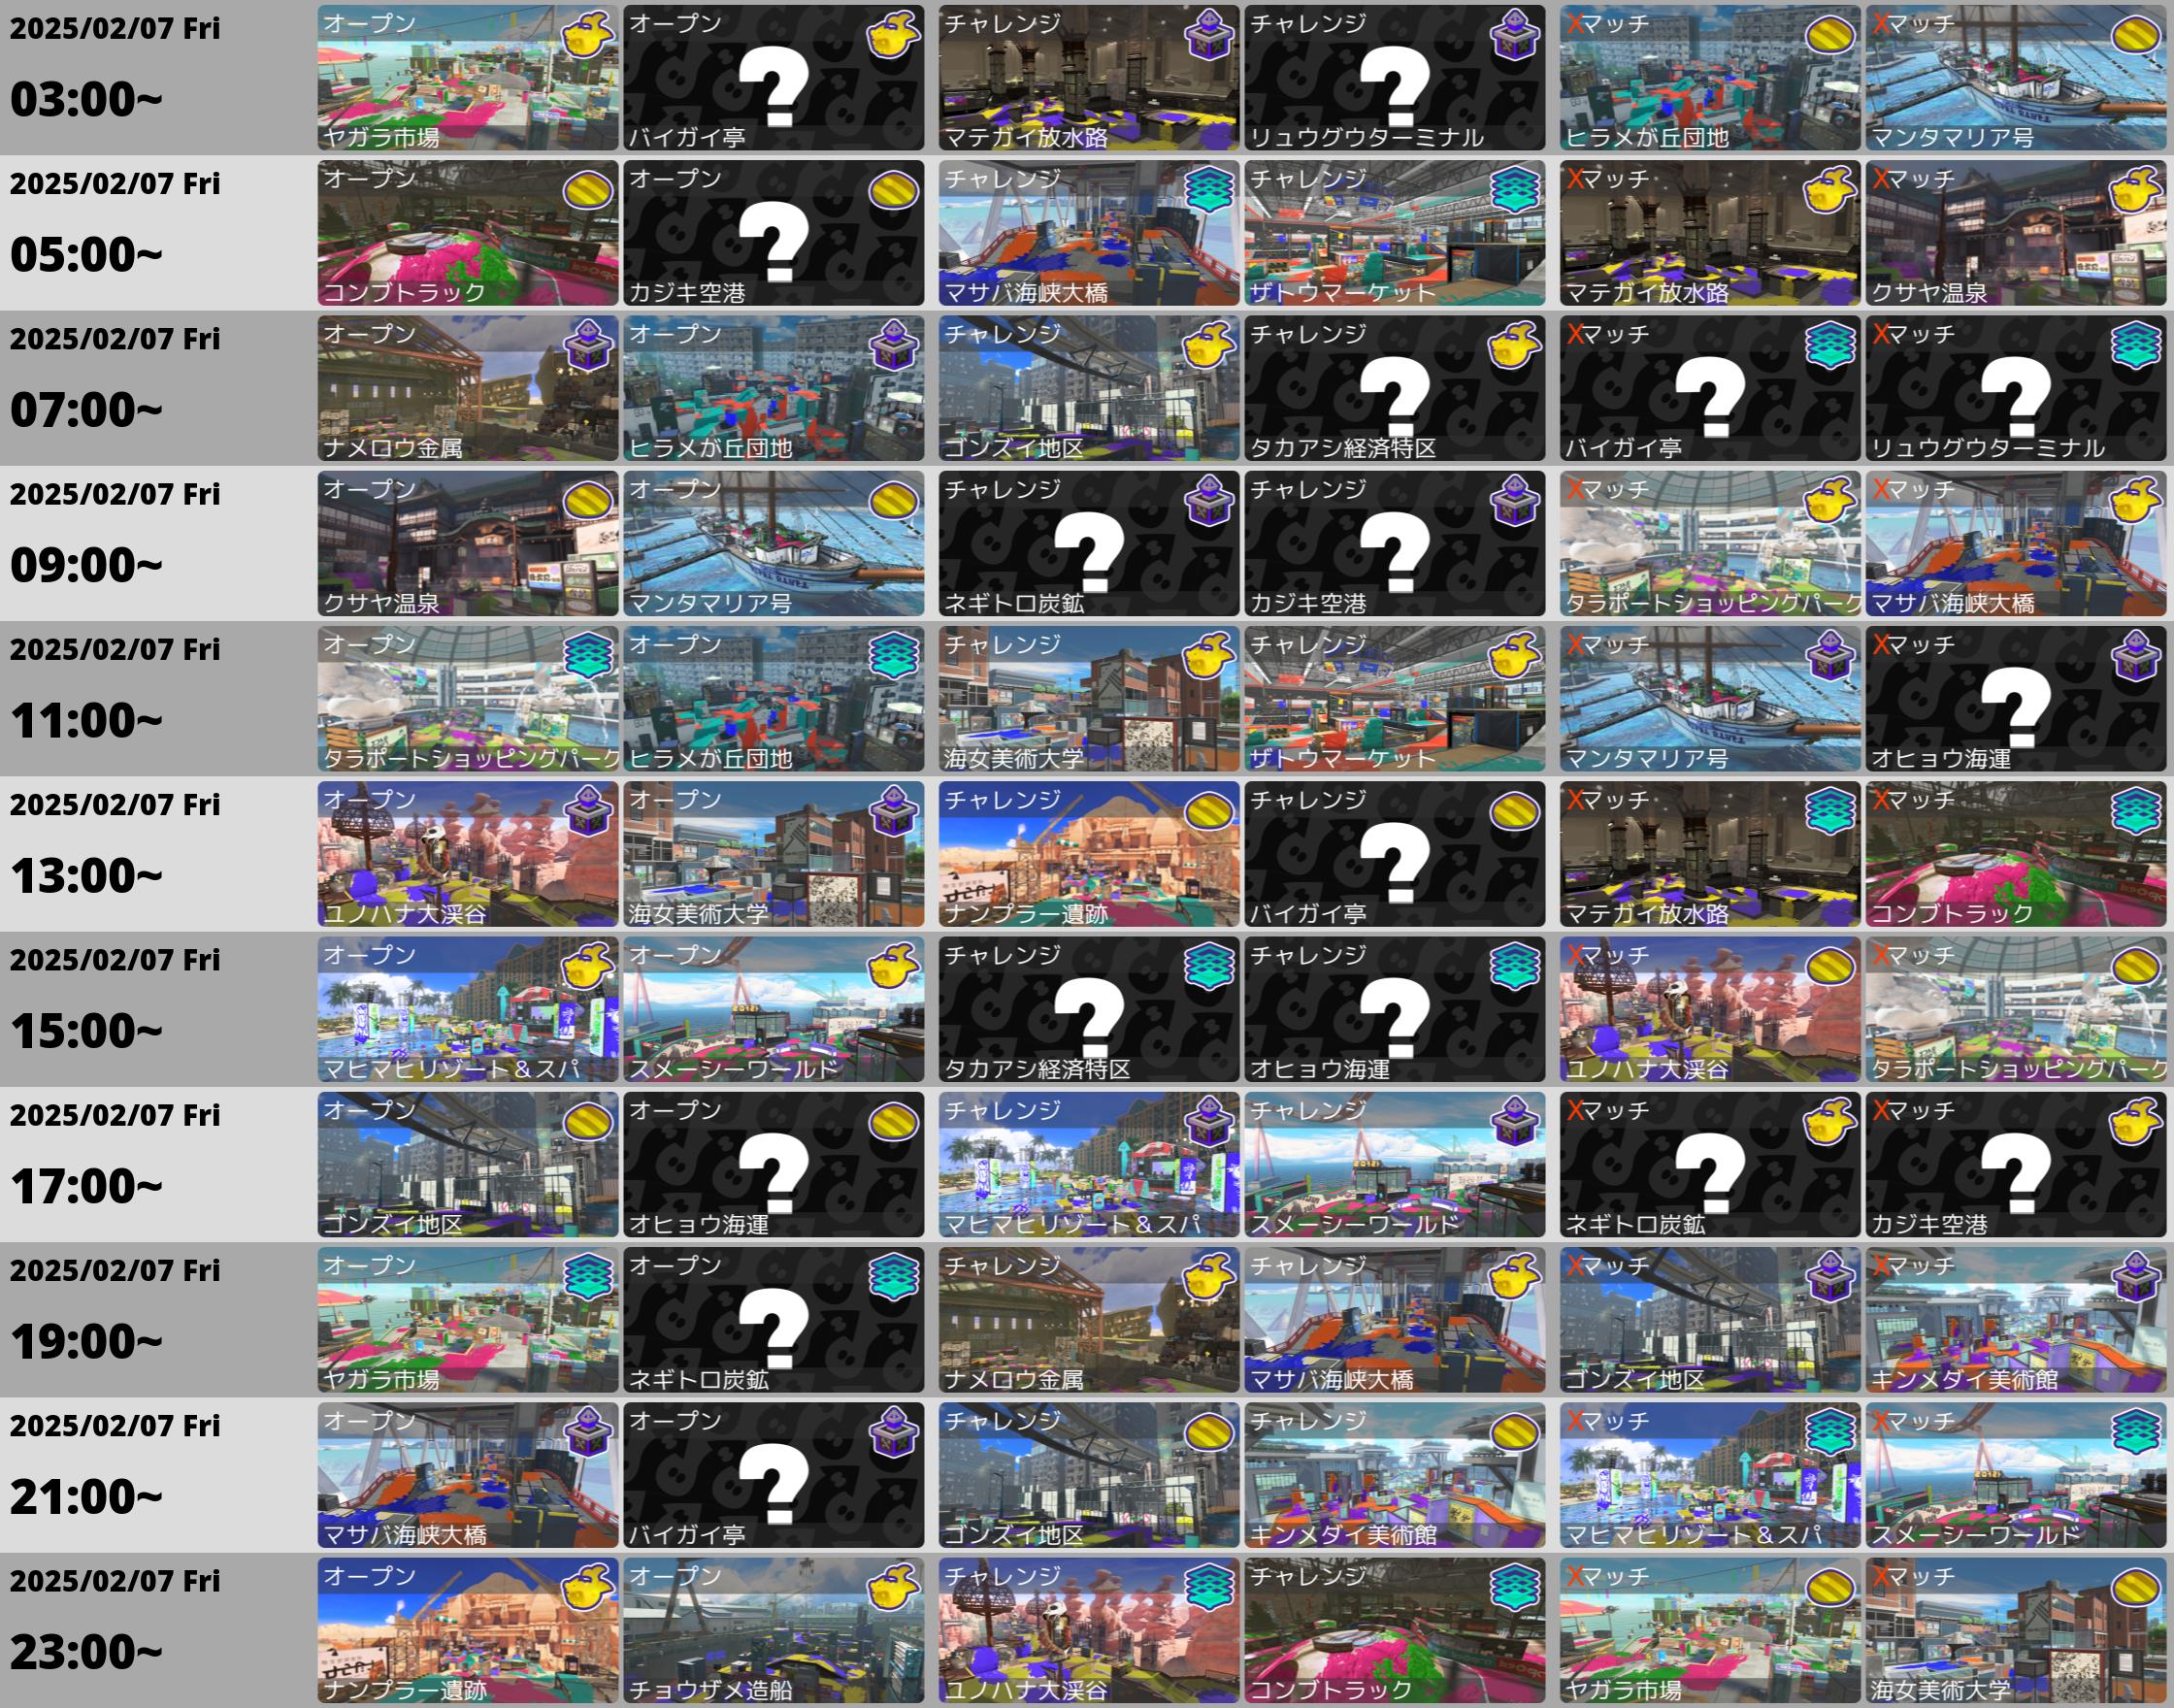 2025/02/07 Fri
03:00~
オープン
ヤガラ市場
オープン
?
バイガイ亭
チャレンジ
マテガイ放水路
チャレンジ
?
リュウグウターミナル
Xマッチ
ヒラメが丘団地
Xマッチ
マンタマリア号
2025/02/07 Fri
05:00~
オープン
コンブトラック
オープン
?
カジキ空港
チャレンジ
マサバ海峡大橋
チャレンジ
ザトウマーケット
Xマッチ
マテガイ放水路
Xマッチ
クサヤ温泉
2025/02/07 Fri
07:00~
オープン
ナメロウ金属
オープン
ヒラメが丘団地
チャレンジ
ゴンズイ地区
チャレンジ
?
タカアシ経済特区
Xマッチ
?
バイガイ亭
Xマッチ
?
リュウグウターミナル
2025/02/07 Fri
09:00~
オープン
クサヤ温泉
オープン
マンタマリア号
チャレンジ
?
ネギトロ炭鉱
チャレンジ
?
カジキ空港
Xマッチ
タラポートショッピングパーク
Xマッチ
マサバ海峡大橋
2025/02/07 Fri
11:00~
オープン
タラポートショッピングパーク
オープン
ヒラメが丘団地
チャレンジ
海女美術大学
チャレンジ
ザトウマーケット
Xマッチ
マンタマリア号
Xマッチ
?
オヒョウ海運
2025/02/07 Fri
13:00~
オープン
ユノハナ大渓谷
オープン
海女美術大学
チャレンジ
ナンプラー遺跡
チャレンジ
?
バイガイ亭
Xマッチ
マテガイ放水路
Xマッチ
コンブトラック
2025/02/07 Fri
15:00~
オープン
マヒマヒリゾート＆スパ
オープン
スメーシーワールド
チャレンジ
?
タカアシ経済特区
チャレンジ
?
オヒョウ海運
Xマッチ
ユノハナ大渓谷
Xマッチ
タラポートショッピングパーク
2025/02/07 Fri
17:00~
オープン
ゴンズイ地区
オープン
?
オヒョウ海運
チャレンジ
マヒマヒリゾート＆スパ
チャレンジ
スメーシーワールド
Xマッチ
?
ネギトロ炭鉱
Xマッチ
?
カジキ空港
2025/02/07 Fri
19:00~
オープン
ヤガラ市場
オープン
?
ネギトロ炭鉱
チャレンジ
ナメロウ金属
チャレンジ
マサバ海峡大橋
Xマッチ
ゴンズイ地区
Xマッチ
キンメダイ美術館
2025/02/07 Fri
21:00~
オープン
マサバ海峡大橋
オープン
?
バイガイ亭
チャレンジ
ゴンズイ地区
チャレンジ
キンメダイ美術館
Xマッチ
マヒマヒリゾート＆スパ
Xマッチ
スメーシーワールド
2025/02/07 Fri
23:00~
オープン
ナンプラー遺跡
オープン
チョウザメ造船
チャレンジ
ユノハナ大渓谷
チャレンジ
コンブトラック
Xマッチ
ヤガラ市場
Xマッチ
海女美術大学